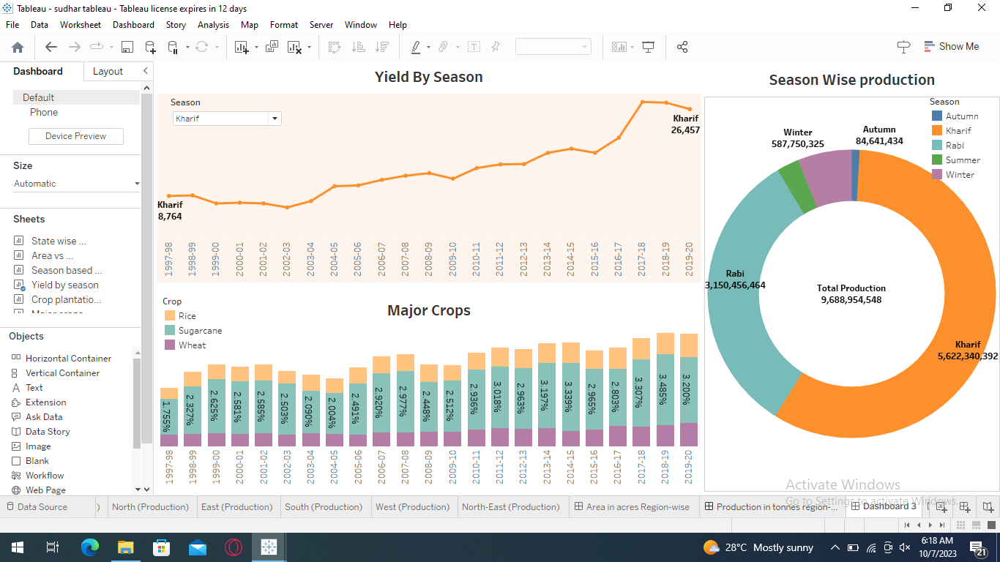 Tableau - sudhar tableau - Tableau license expires in 12 days
File Data Worksheet Dashboard Story Analysis Map Format Server Window Help
Show Me
Dashboard Layout
Default
Phone
Device Preview
Size
Automatic
Sheets
State wise ...
Area vs ...
Season based ...
Yield by season
Crop plantatio...
Objects
Horizontal Container
Vertical Container
Text
Extension
Ask Data
Data Story
Image
Blank
Workflow
Web Page
Yield By Season
Season
Kharif
Kharif
8,764
Kharif
26,457
1997-98 1998-99 1999-00 2000-01 2001-02 2002-03 2003-04 2004-05 2005-06 2006-07 2007-08 2008-09 2009-10 2010-11 2011-12 2012-13 2013-14 2014-15 2015-16 2016-17 2017-18 2018-19 2019-20
Major Crops
Crop
Rice
Sugarcane
Wheat
1.755% 2.327% 2.625% 2.581% 2.585% 2.503% 2.090% 2.004% 2.491% 2.920% 2.977% 2.448% 2.512% 2.936% 3.018% 2.963% 3.197% 3.339% 2.965% 2.803% 3.307% 3.485% 3.200%
1997-98 1998-99 1999-00 2000-01 2001-02 2002-03 2003-04 2004-05 2005-06 2006-07 2007-08 2008-09 2009-10 2010-11 2011-12 2012-13 2013-14 2014-15 2015-16 2016-17 2017-18 2018-19 2019-20
Season Wise production
Season
Autumn
Kharif
Rabi
Summer
Winter
Winter
587,750,325
Autumn
84,641,434
Rabi
3,150,456,464
Total Production
9,688,954,548
Kharif
5,622,340,392
Activate Windows
Go to Settings to activate Windows.
Data Source ) North (Production) East (Production) South (Production) West (Production) North-East (Production) Area in acres Region-wise Production in tonnes region-... Dashboard 3
28°C Mostly sunny
6:18 AM
10/7/2023
21